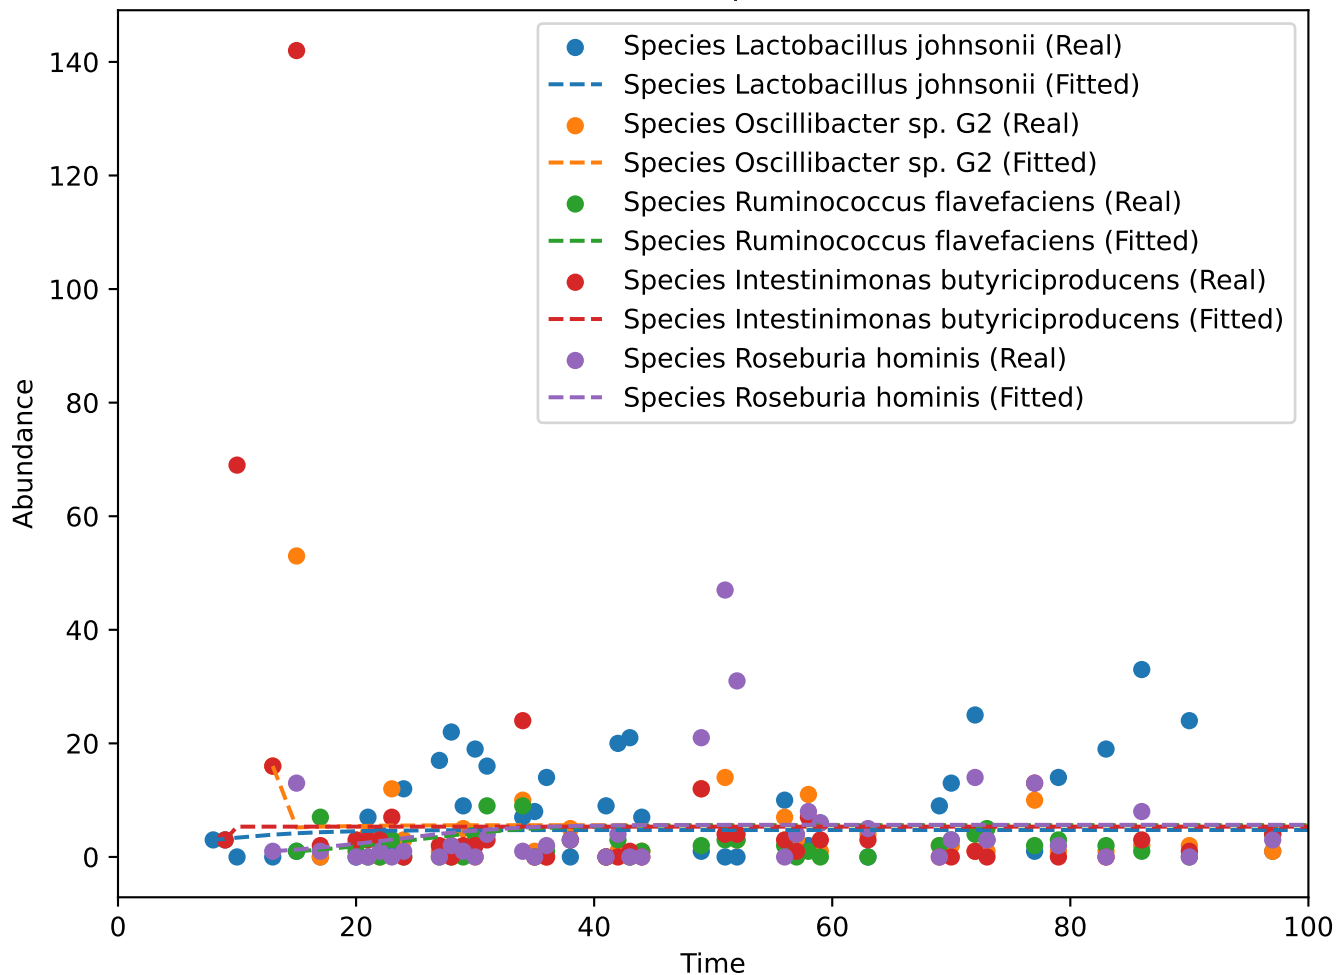 140
120
100
80
60
40
20
0
Abundance
Species Lactobacillus johnsonii (Real)
Species Lactobacillus johnsonii (Fitted)
Species Oscillibacter sp. G2 (Real)
Species Oscillibacter sp. G2 (Fitted)
Species Ruminococcus flavefaciens (Real)
Species Ruminococcus flavefaciens (Fitted)
Species Intestinimonas butyriciproducens (Real)
Species Intestinimonas butyriciproducens (Fitted)
Species Roseburia hominis (Real)
Species Roseburia hominis (Fitted)
0 20 40 60 80 100
Time